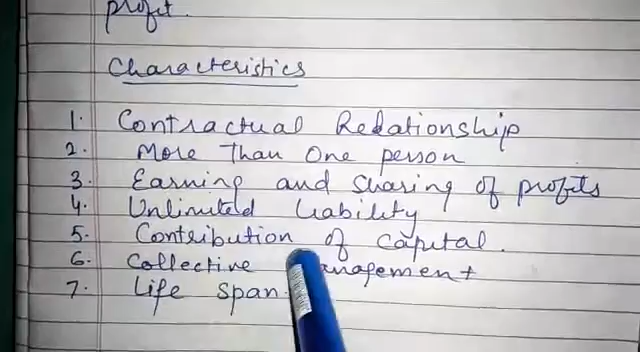 profit.
Characteristics
1. Contractual Relationship
2. More Than One person
3. Earning and Sharing of profits
4. Unlimited liability
5. Contribution of capital.
6. Collective
7. Life span